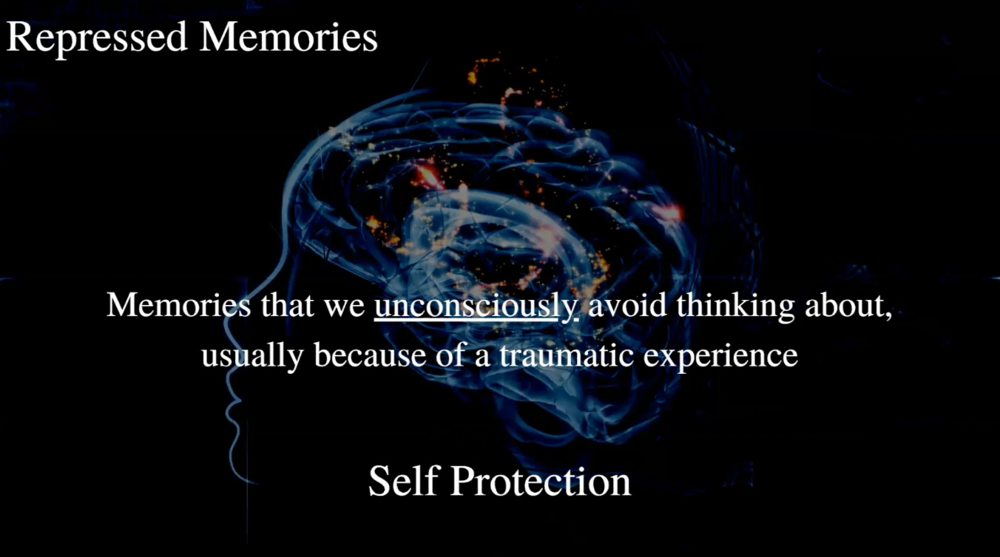 Repressed Memories
Memories that we unconsciously avoid thinking about,
usually because of a traumatic experience
Self Protection